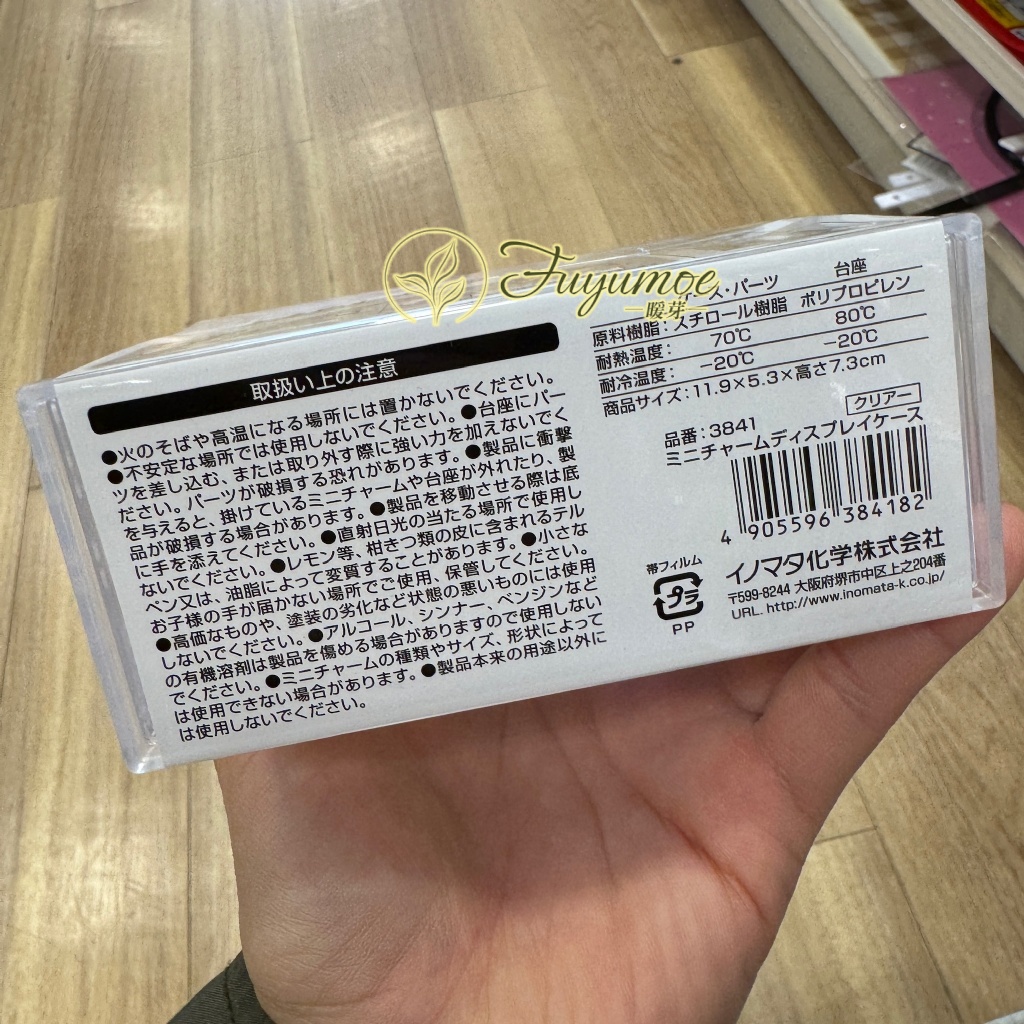 Fuyumoe
暖芽
取扱い上の注意
●火のそばや高温になる場所には置かないでください。
●不安定な場所では使用しないでください。●台座にパー
ツを差し込む、または取り外す際に強い力を加えないでく
ださい。パーツが破損する恐れがあります。●製品に衝撃
を与えると、掛けているミニチャームや台座が外れたり、製
品が破損する場合があります。●製品を移動させる際は底
に手を添えてください。●直射日光の当たる場所で使用し
ないでください。●レモン等、柑きつ類の皮に含まれるテル
ペン又は、油脂によって変質することがあります。●小さな
お子様の手が届かない場所でご使用、保管してください。
●高価なものや、塗装の劣化など状態の悪いものには使用
しないでください。●アルコール、シンナー、ベンジンなど
の有機溶剤は製品を傷める場合がありますので使用しない
でください。●ミニチャームの種類やサイズ、形状によって
は使用できない場合があります。●製品本来の用途以外に
は使用しないでください。
ース・パーツ 台座
原料樹脂：スチロール樹脂 ポリプロピレン
耐熱温度： 70℃ 80℃
耐冷温度： −20℃ −20℃
商品サイズ：11.9×5.3×高さ7.3cm
クリアー
品番：3841
ミニチャームディスプレイケース
4 905596 384182
帯フィルム
プラ
PP
イノマタ化学株式会社
〒599-8244 大阪府堺市中区上之204番
URL. http://www.inomata-k.co.jp/